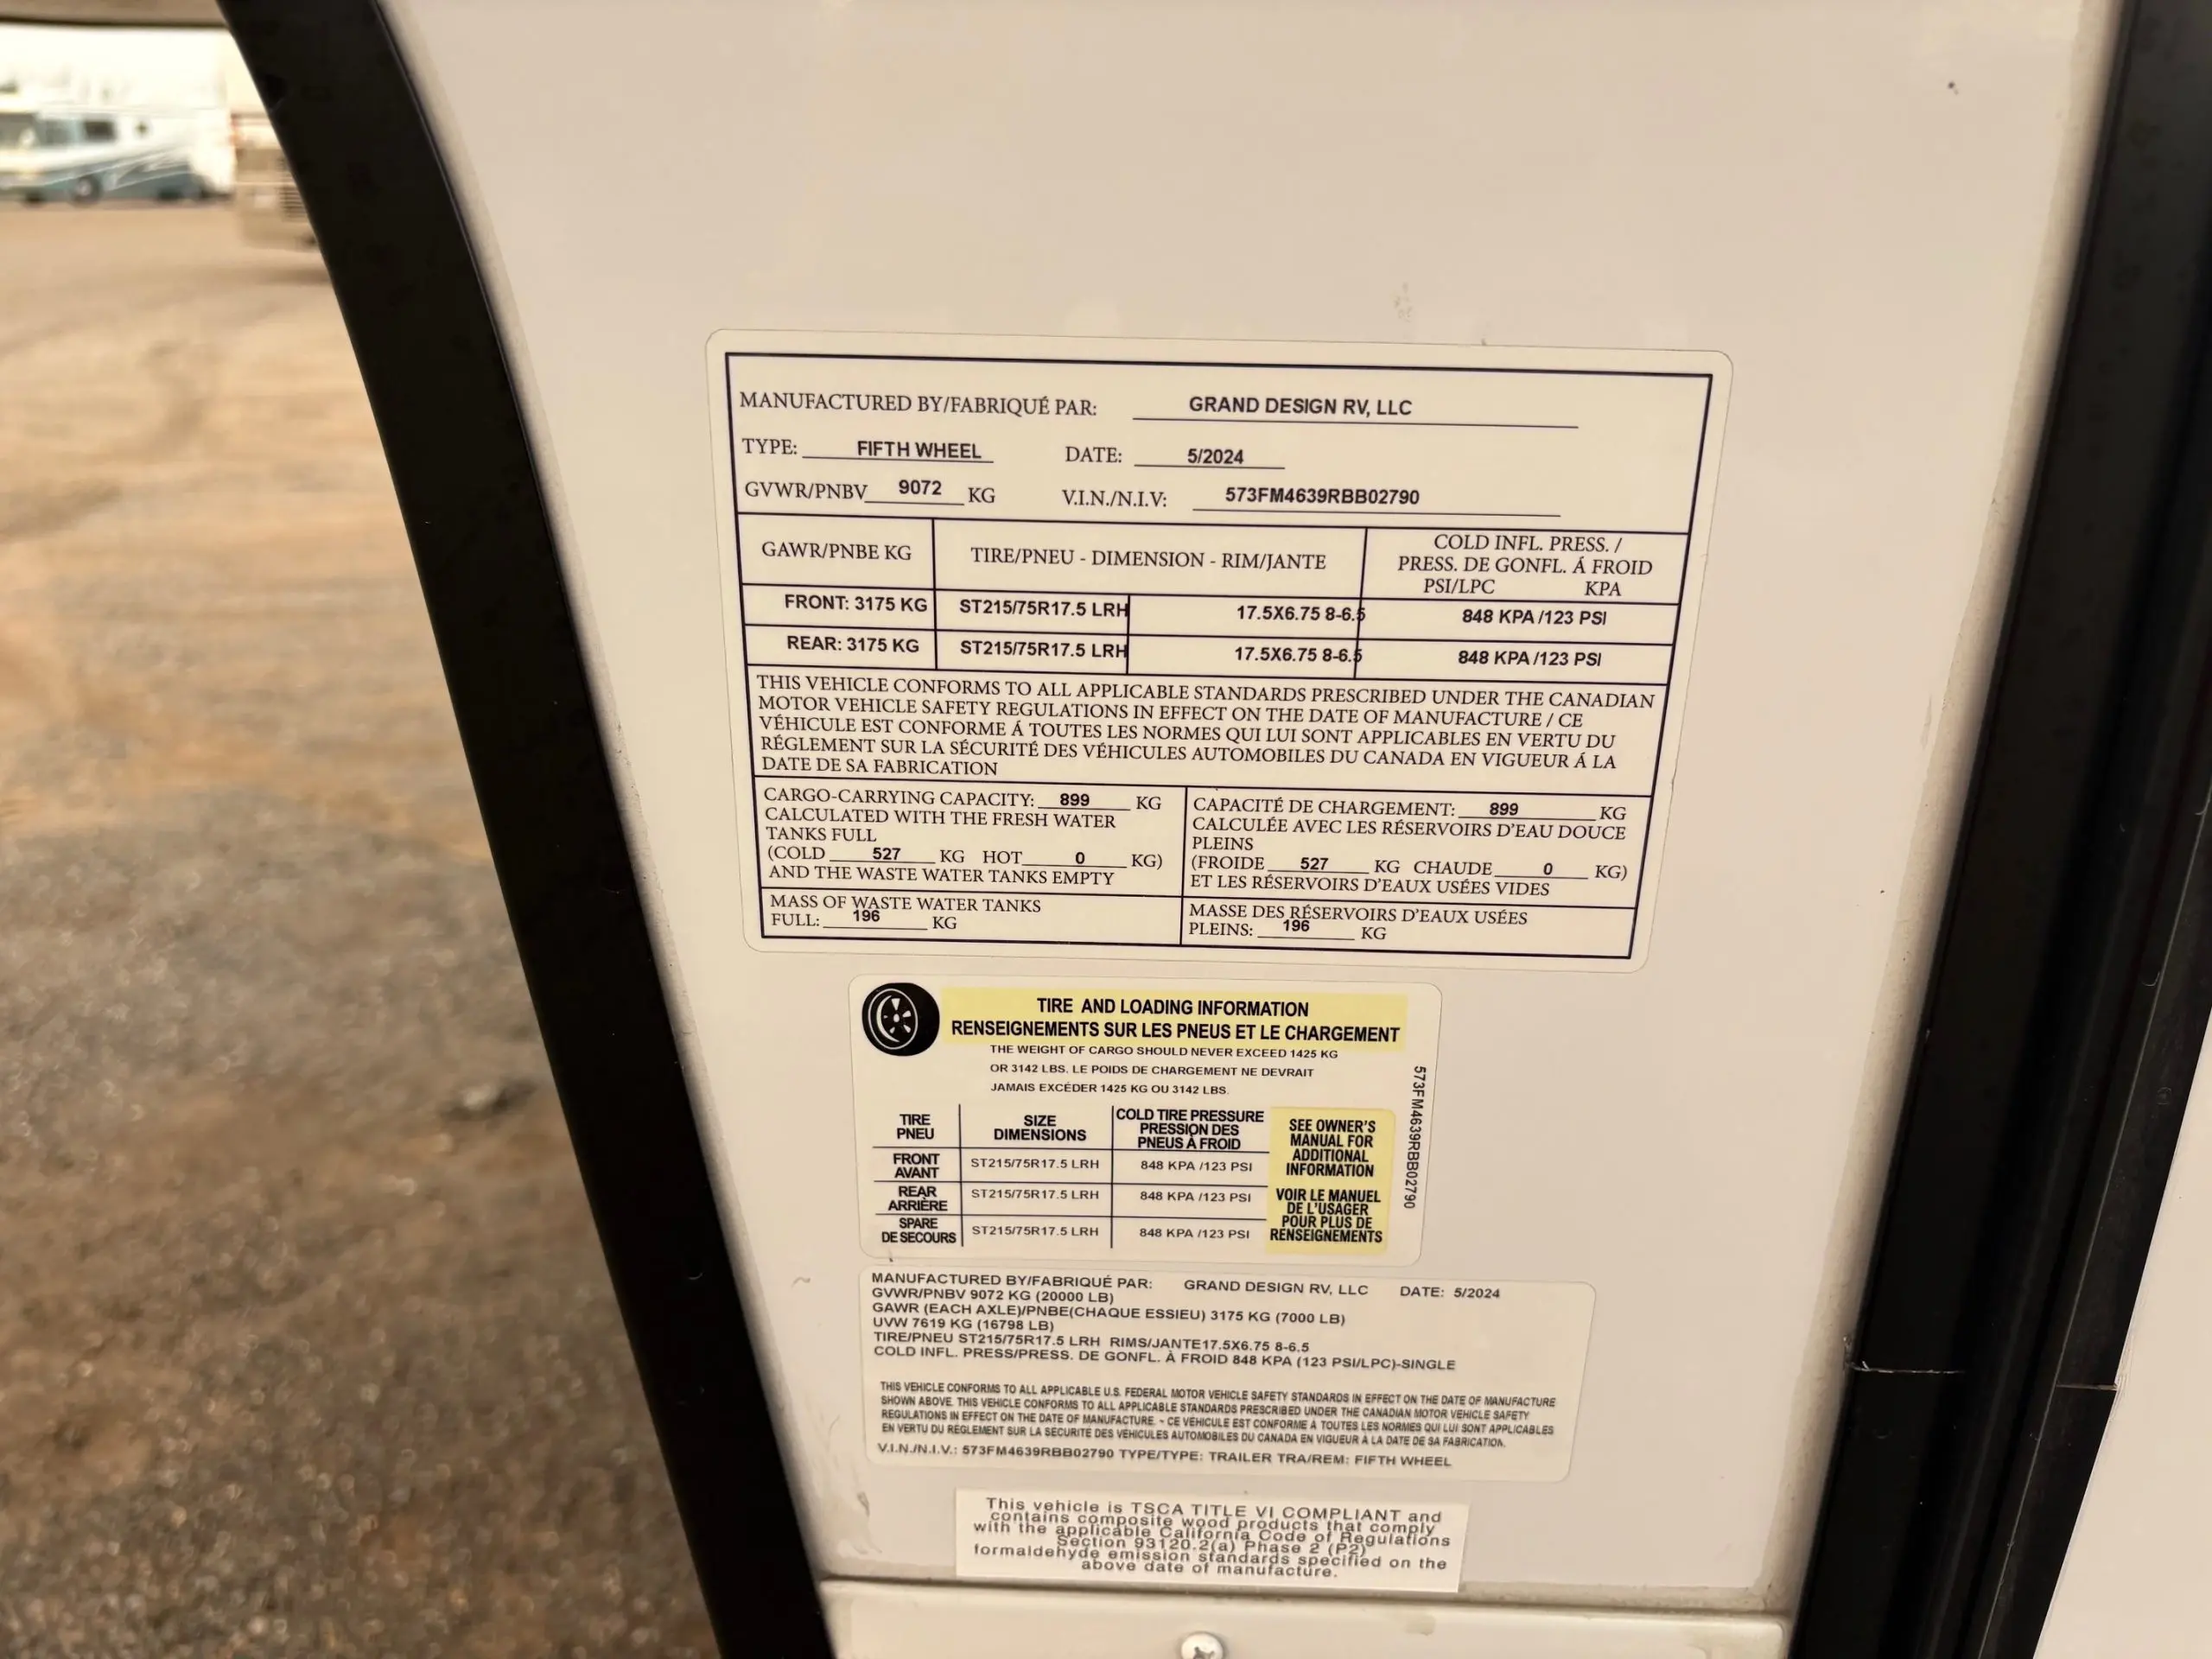 MANUFACTURED BY/FABRIQUÉ PAR: GRAND DESIGN RV, LLC
TYPE: FIFTH WHEEL DATE: 5/2024
GVWR/PNBV 9072 KG V.I.N./N.I.V: 573FM4639RBB02790
GAWR/PNBE KG TIRE/PNEU - DIMENSION - RIM/JANTE COLD INFL. PRESS. /
PRESS. DE GONFL. Á FROID
PSI/LPC KPA
FRONT: 3175 KG ST215/75R17.5 LRH 17.5X6.75 8-6.5 848 KPA /123 PSI
REAR: 3175 KG ST215/75R17.5 LRH 17.5X6.75 8-6.5 848 KPA /123 PSI
THIS VEHICLE CONFORMS TO ALL APPLICABLE STANDARDS PRESCRIBED UNDER THE CANADIAN
MOTOR VEHICLE SAFETY REGULATIONS IN EFFECT ON THE DATE OF MANUFACTURE / CE
VÉHICULE EST CONFORME Á TOUTES LES NORMES QUI LUI SONT APPLICABLES EN VERTU DU
RÉGLEMENT SUR LA SÉCURITÉ DES VÉHICULES AUTOMOBILES DU CANADA EN VIGUEUR Á LA
DATE DE SA FABRICATION
CARGO-CARRYING CAPACITY: 899 KG
CALCULATED WITH THE FRESH WATER
TANKS FULL
(COLD 527 KG HOT 0 KG)
AND THE WASTE WATER TANKS EMPTY
CAPACITÉ DE CHARGEMENT: 899 KG
CALCULÉE AVEC LES RÉSERVOIRS D'EAU DOUCE
PLEINS
(FROIDE 527 KG CHAUDE 0 KG)
ET LES RÉSERVOIRS D'EAUX USÉES VIDES
MASS OF WASTE WATER TANKS
FULL: 196 KG
MASSE DES RÉSERVOIRS D'EAUX USÉES
PLEINS: 196 KG
TIRE AND LOADING INFORMATION
RENSEIGNEMENTS SUR LES PNEUS ET LE CHARGEMENT
THE WEIGHT OF CARGO SHOULD NEVER EXCEED 1425 KG
OR 3142 LBS. LE POIDS DE CHARGEMENT NE DEVRAIT
JAMAIS EXCÉDER 1425 KG OU 3142 LBS.
TIRE
PNEU
SIZE
DIMENSIONS
COLD TIRE PRESSURE
PRESSION DES
PNEUS À FROID
FRONT
AVANT
ST215/75R17.5 LRH 848 KPA /123 PSI
REAR
ARRIÈRE
ST215/75R17.5 LRH 848 KPA /123 PSI
SPARE
DE SECOURS
ST215/75R17.5 LRH 848 KPA /123 PSI
SEE OWNER'S
MANUAL FOR
ADDITIONAL
INFORMATION
VOIR LE MANUEL
DE L'USAGER
POUR PLUS DE
RENSEIGNEMENTS
573FM4639RBB02790
MANUFACTURED BY/FABRIQUÉ PAR: GRAND DESIGN RV, LLC DATE: 5/2024
GVWR/PNBV 9072 KG (20000 LB)
GAWR (EACH AXLE)/PNBE(CHAQUE ESSIEU) 3175 KG (7000 LB)
UVW 7619 KG (16798 LB)
TIRE/PNEU ST215/75R17.5 LRH RIMS/JANTE17.5X6.75 8-6.5
COLD INFL. PRESS/PRESS. DE GONFL. À FROID 848 KPA (123 PSI/LPC)-SINGLE
THIS VEHICLE CONFORMS TO ALL APPLICABLE U.S. FEDERAL MOTOR VEHICLE SAFETY STANDARDS IN EFFECT ON THE DATE OF MANUFACTURE
SHOWN ABOVE. THIS VEHICLE CONFORMS TO ALL APPLICABLE STANDARDS PRESCRIBED UNDER THE CANADIAN MOTOR VEHICLE SAFETY
REGULATIONS IN EFFECT ON THE DATE OF MANUFACTURE. - CE VEHICULE EST CONFORME A TOUTES LES NORMES QUI LUI SONT APPLICABLES
EN VERTU DU REGLEMENT SUR LA SECURITE DES VEHICULES AUTOMOBILES DU CANADA EN VIGUEUR A LA DATE DE SA FABRICATION.
V.I.N./N.I.V.: 573FM4639RBB02790 TYPE/TYPE: TRAILER TRA/REM: FIFTH WHEEL
This vehicle is TSCA TITLE VI COMPLIANT and
contains composite wood products that comply
with the applicable California Code of Regulations
Section 93120.2(a) Phase 2 (P2)
formaldehyde emission standards specified on the
above date of manufacture.